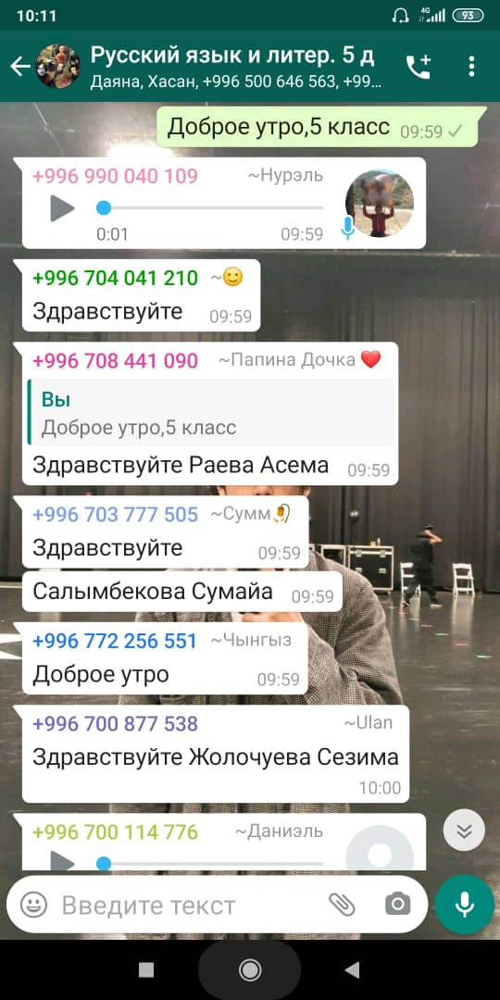 10:11
4G
93
Русский язык и литер. 5 д
Даяна, Хасан, +996 500 646 563, +99...
Доброе утро,5 класс 09:59
+996 990 040 109 ~Нурэль
0:01 09:59
+996 704 041 210 ~🙂
Здравствуйте 09:59
+996 708 441 090 ~Папина Дочка ❤️
Вы
Доброе утро,5 класс
Здравствуйте Раева Асема 09:59
+996 703 777 505 ~Сумм
Здравствуйте 09:59
Салымбекова Сумайа 09:59
+996 772 256 551 ~Чынгыз
Доброе утро 09:59
+996 700 877 538 ~Ulan
Здравствуйте Жолочуева Сезима
10:00
+996 700 114 776 ~Даниэль
Введите текст